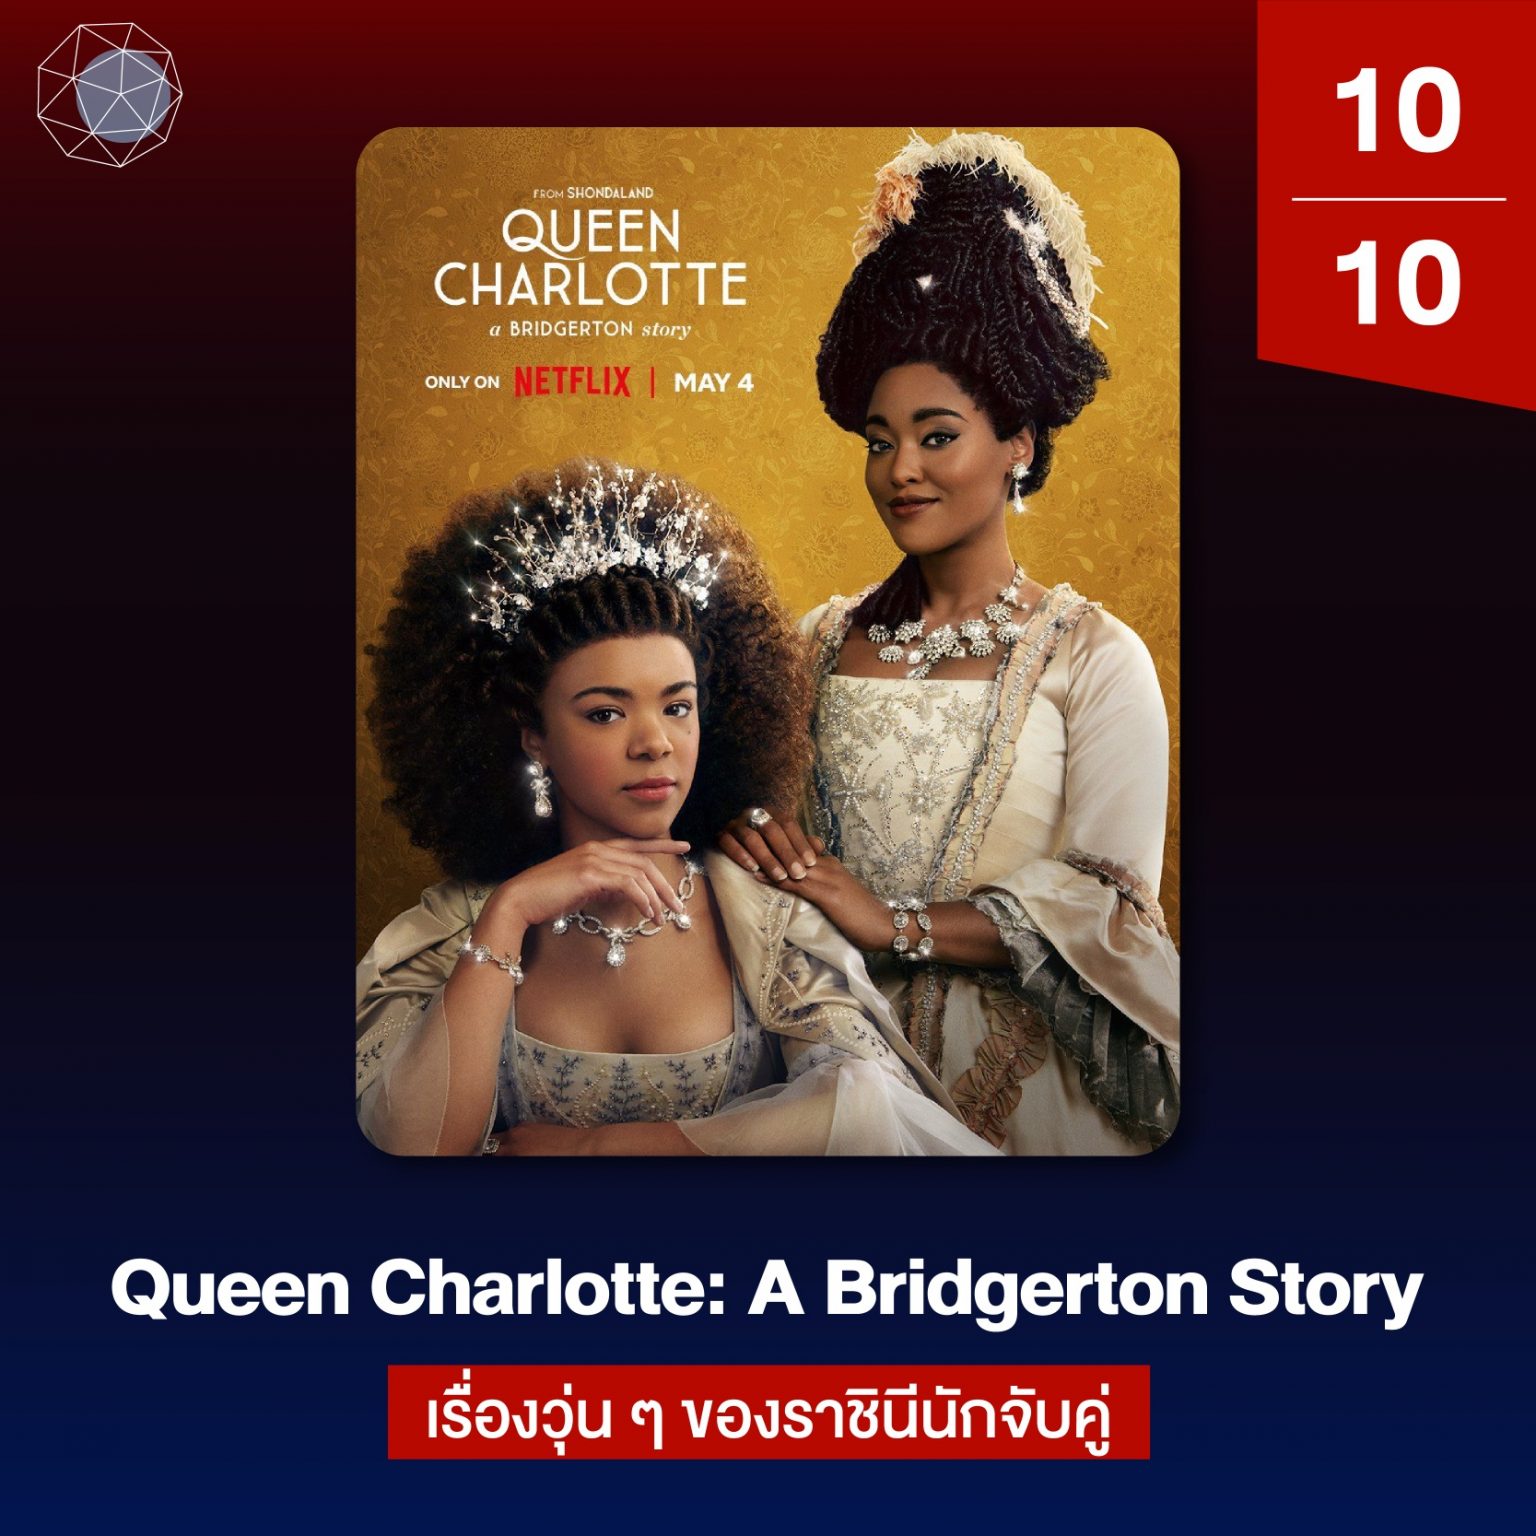 10
10
FROM SHONDALAND
QUEEN
CHARLOTTE
a BRIDGERTON story
ONLY ON NETFLIX | MAY 4
Queen Charlotte: A Bridgerton Story
เรื่องวุ่น ๆ ของราชินีนักจับคู่